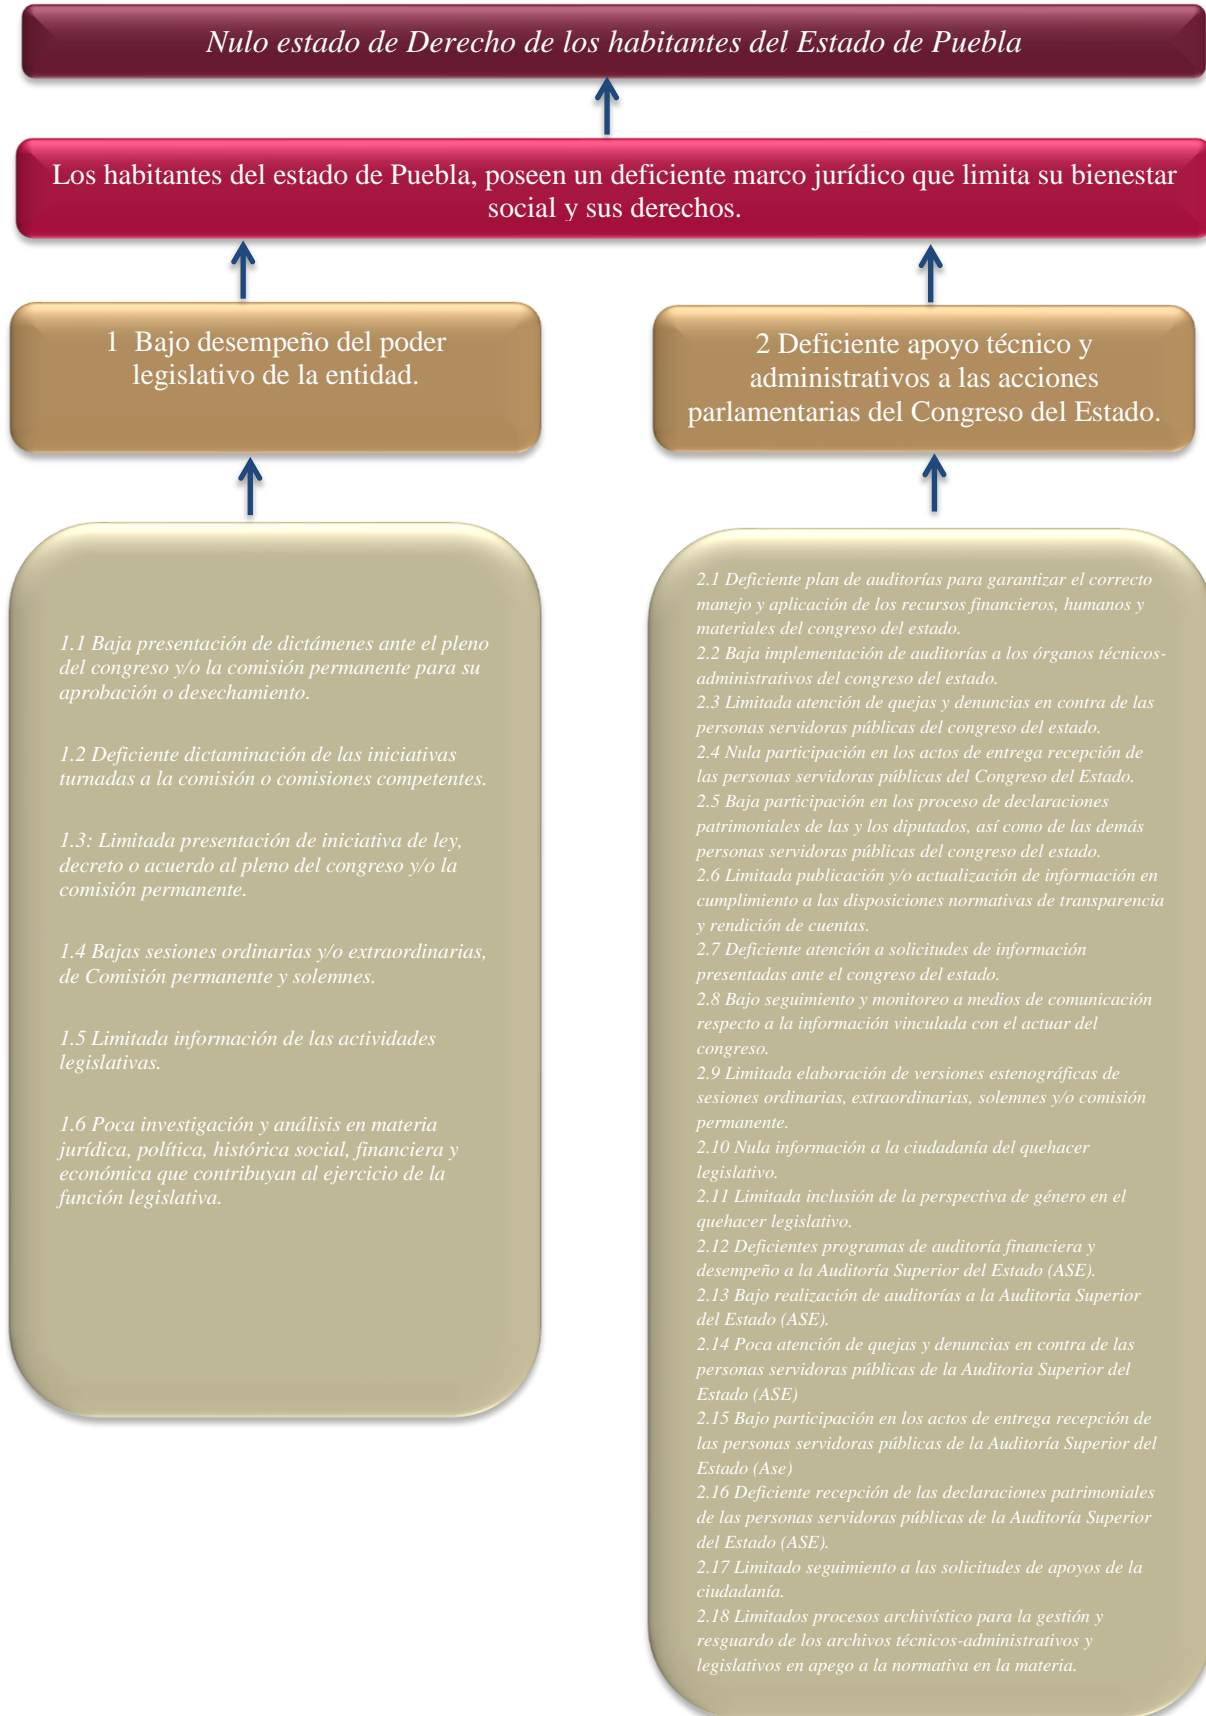 Nulo estado de Derecho de los habitantes del Estado de Puebla
Los habitantes del estado de Puebla, poseen un deficiente marco jurídico que limita su bienestar
social y sus derechos.
1  Bajo desempeño del poder
legislativo de la entidad.
2 Deficiente apoyo técnico y
administrativos a las acciones
parlamentarias del Congreso del Estado.
1.1 Baja presentación de dictámenes ante el pleno
del congreso y/o la comisión permanente para su
aprobación o desechamiento.
1.2 Deficiente dictaminación de las iniciativas
turnadas a la comisión o comisiones competentes.
1.3: Limitada presentación de iniciativa de ley,
decreto o acuerdo al pleno del congreso y/o la
comisión permanente.
1.4 Bajas sesiones ordinarias y/o extraordinarias,
de Comisión permanente y solemnes.
1.5 Limitada información de las actividades
legislativas.
1.6 Poca investigación y análisis en materia
jurídica, política, histórica social, financiera y
económica que contribuyan al ejercicio de la
función legislativa.
2.1 Deficiente plan de auditorías para garantizar el correcto
manejo y aplicación de los recursos financieros, humanos y
materiales del congreso del estado.
2.2 Baja implementación de auditorías a los órganos técnicos-
administrativos del congreso del estado.
2.3 Limitada atención de quejas y denuncias en contra de las
personas servidoras públicas del congreso del estado.
2.4 Nula participación en los actos de entrega recepción de
las personas servidoras públicas del Congreso del Estado.
2.5 Baja participación en los proceso de declaraciones
patrimoniales de las y los diputados, así como de las demás
personas servidoras públicas del congreso del estado.
2.6 Limitada publicación y/o actualización de información en
cumplimiento a las disposiciones normativas de transparencia
y rendición de cuentas.
2.7 Deficiente atención a solicitudes de información
presentadas ante el congreso del estado.
2.8 Bajo seguimiento y monitoreo a medios de comunicación
respecto a la información vinculada con el actuar del
congreso.
2.9 Limitada elaboración de versiones estenográficas de
sesiones ordinarias, extraordinarias, solemnes y/o comisión
permanente.
2.10 Nula información a la ciudadanía del quehacer
legislativo.
2.11 Limitada inclusión de la perspectiva de género en el
quehacer legislativo.
2.12 Deficientes programas de auditoría financiera y
desempeño a la Auditoría Superior del Estado (ASE).
2.13 Bajo realización de auditorías a la Auditoria Superior
del Estado (ASE).
2.14 Poca atención de quejas y denuncias en contra de las
personas servidoras públicas de la Auditoria Superior del
Estado (ASE)
2.15 Bajo participación en los actos de entrega recepción de
las personas servidoras públicas de la Auditoría Superior del
Estado (Ase)
2.16 Deficiente recepción de las declaraciones patrimoniales
de las personas servidoras públicas de la Auditoría Superior
del Estado (ASE).
2.17 Limitado seguimiento a las solicitudes de apoyos de la
ciudadanía.
2.18 Limitados procesos archivístico para la gestión y
resguardo de los archivos técnicos-administrativos y
legislativos en apego a la normativa en la materia.